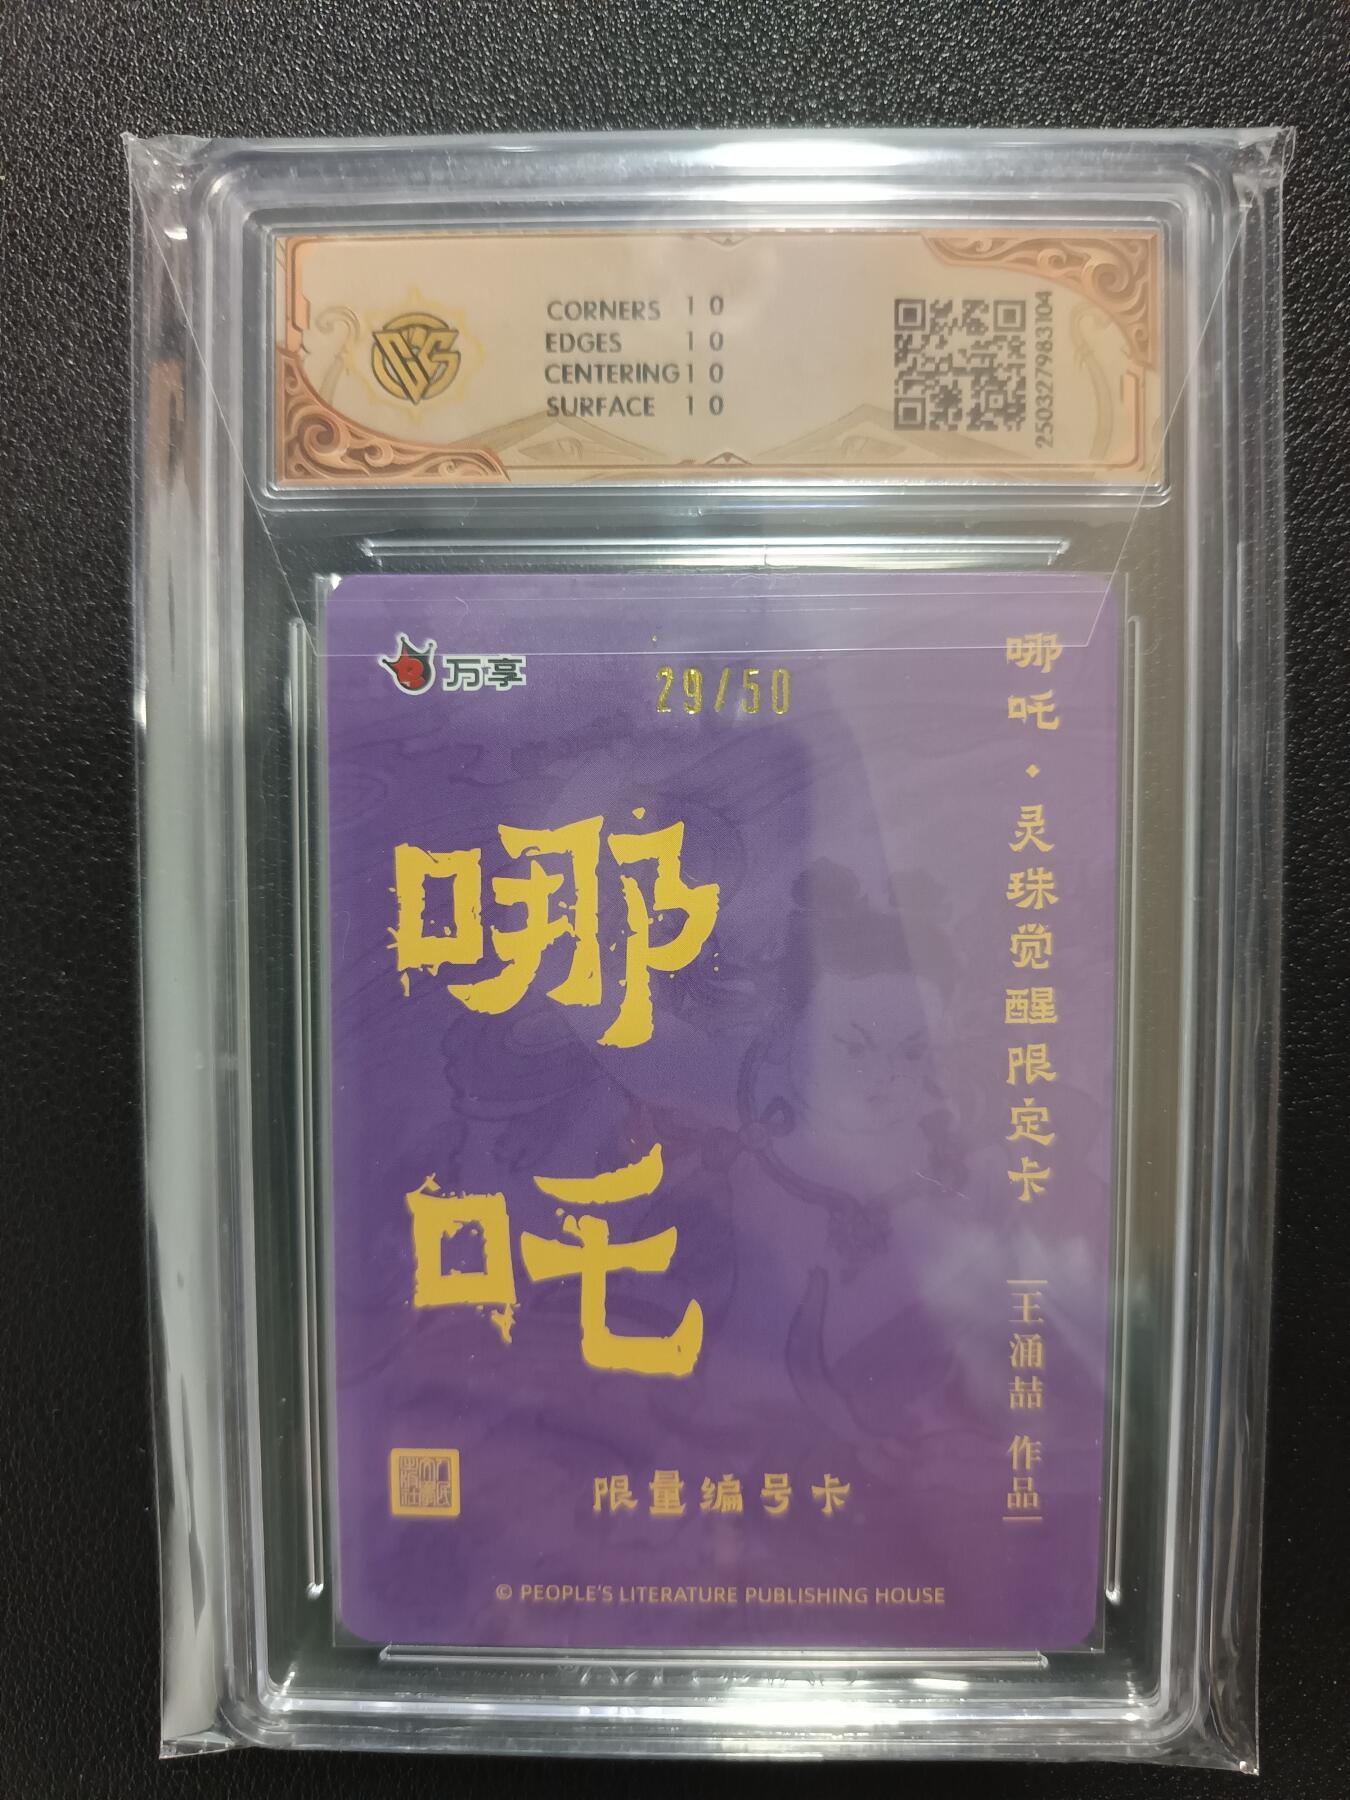 CORNERS 10
EDGES 10
CENTERING 10
SURFACE 10
250327983104
万享
29/50
哪吒·灵珠觉醒限定卡
王涌喆 作品
哪吒
限量编号卡
© PEOPLE'S LITERATURE PUBLISHING HOUSE